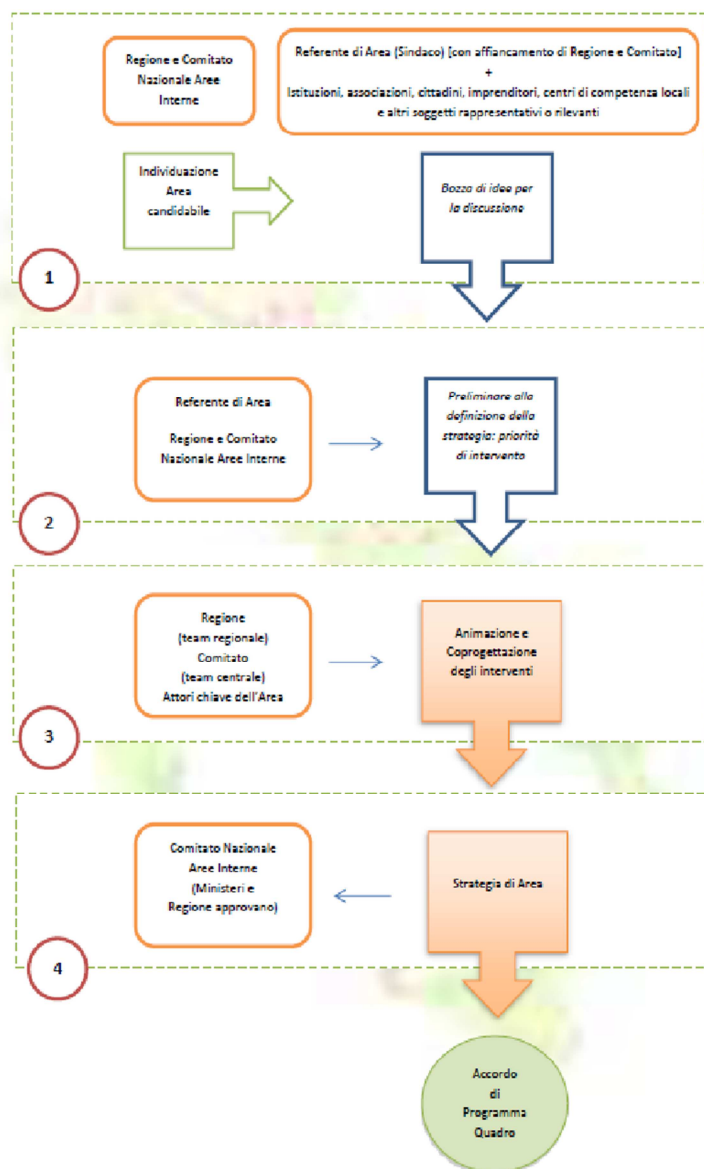 Regione e Comitato
Nazionale Aree
Interne
Referente di Area (Sindaco) [con affiancamento di Regione e Comitato]
+
Istituzioni, associazioni, cittadini, imprenditori, centri di competenza locali
e altri soggetti rappresentativi o rilevanti
Individuazione
Area
candidabile
Bozza di idee per
la discussione
1
Referente di Area
Regione e Comitato
Nazionale Aree Interne
Preliminare alla
definizione della
strategia: priorità
di intervento
2
Regione
(team regionale)
Comitato
(team centrale)
Attori chiave dell'Area
Animazione e
Coprogettazione
degli interventi
3
Comitato Nazionale
Aree Interne
(Ministeri e
Regione approvano)
Strategia di Area
4
Accordo
di
Programma
Quadro